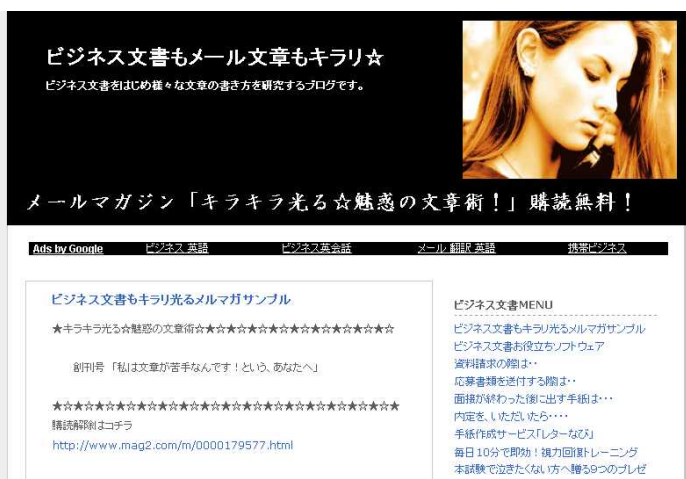 ビジネス文書もメール文章もキラリ☆
ビジネス文書をはじめ様々な文章の書き方を研究するブログです。
メールマガジン「キラキラ光る☆魅惑の文章術！」購読無料！
Ads by Google ビジネス 英語 ビジネス英会話 メール 翻訳 英語 携帯ビジネス
ビジネス文書もキラリ光るメルマガサンプル
★キラキラ光る☆魅惑の文章術☆★☆★☆★☆★☆★☆★☆★☆★☆★☆
創刊号 「私は文章が苦手なんです！という、あなたへ」
★☆★☆★☆★☆★☆★☆★☆★☆★☆★☆★☆★☆★☆★☆★☆★☆★
購読解除はコチラ
http://www.mag2.com/m/0000179577.html
ビジネス文書MENU
ビジネス文書もキラリ光るメルマガサンプル
ビジネス文書お役立ちソフトウェア
資料請求の際は・・
応募書類を送付する際は・・
面接が終わった後に出す手紙は・・・
内定を、いただいたら・・・・
手紙作成サービス「レターなび」
毎日10分で即効！視力回復トレーニング
本試験で泣きたくない方へ贈る9つのプレゼ